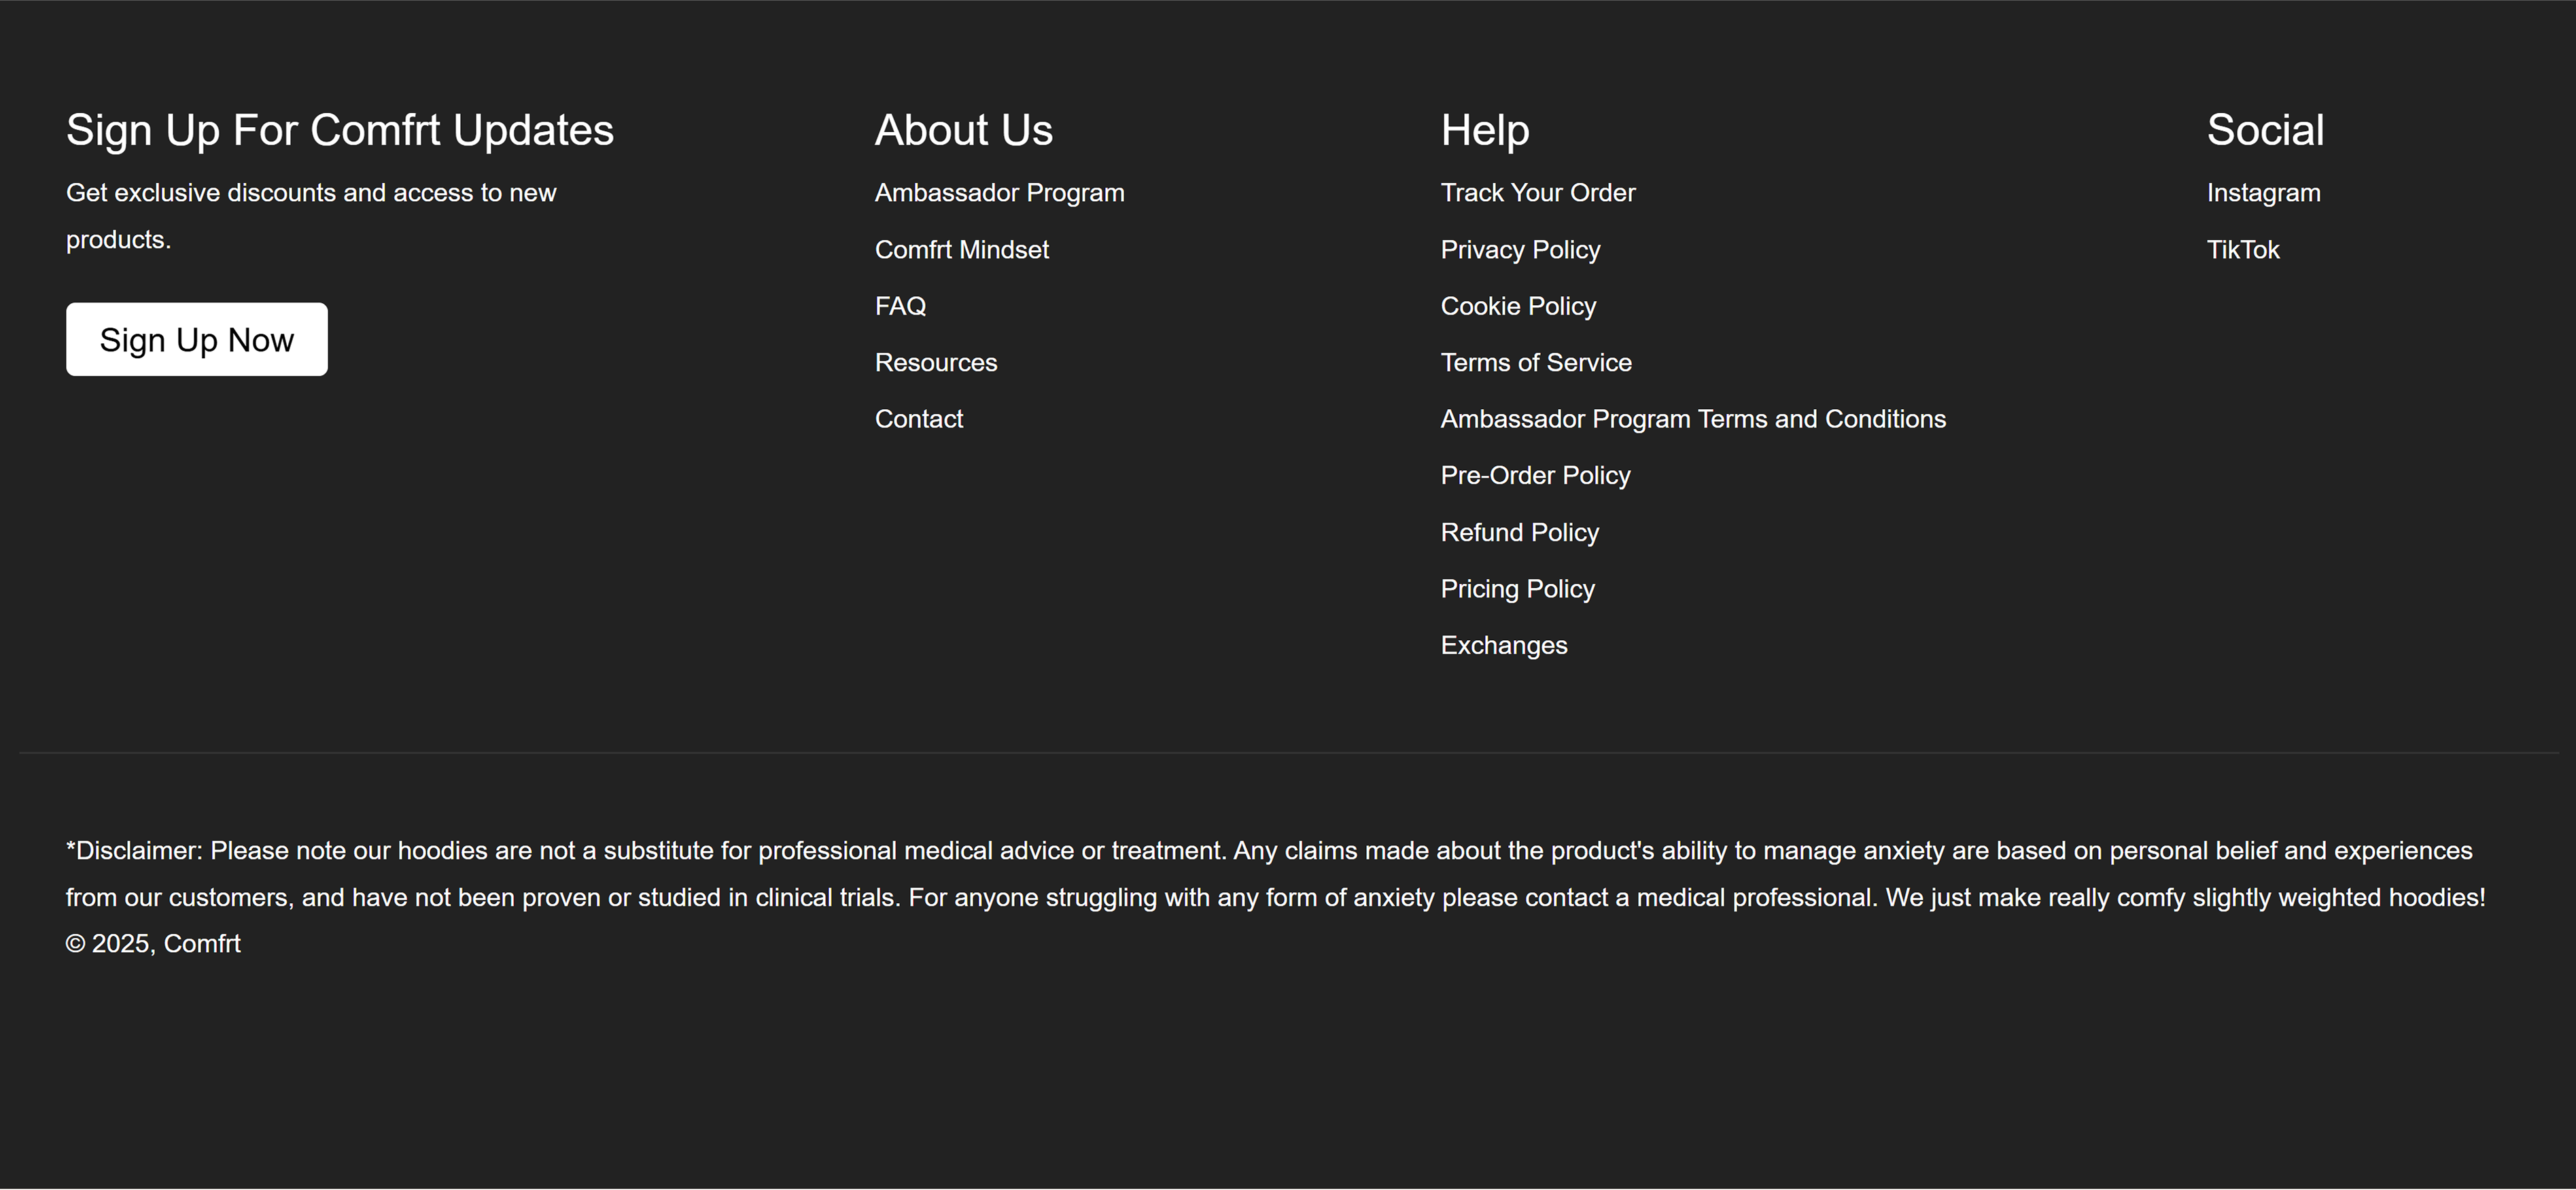 Sign Up For Comfrt Updates
Get exclusive discounts and access to new
products.
Sign Up Now
About Us
Ambassador Program
Comfrt Mindset
FAQ
Resources
Contact
Help
Track Your Order
Privacy Policy
Cookie Policy
Terms of Service
Ambassador Program Terms and Conditions
Pre-Order Policy
Refund Policy
Pricing Policy
Exchanges
Social
Instagram
TikTok
*Disclaimer: Please note our hoodies are not a substitute for professional medical advice or treatment. Any claims made about the product's ability to manage anxiety are based on personal belief and experiences
from our customers, and have not been proven or studied in clinical trials. For anyone struggling with any form of anxiety please contact a medical professional. We just make really comfy slightly weighted hoodies!
© 2025, Comfrt